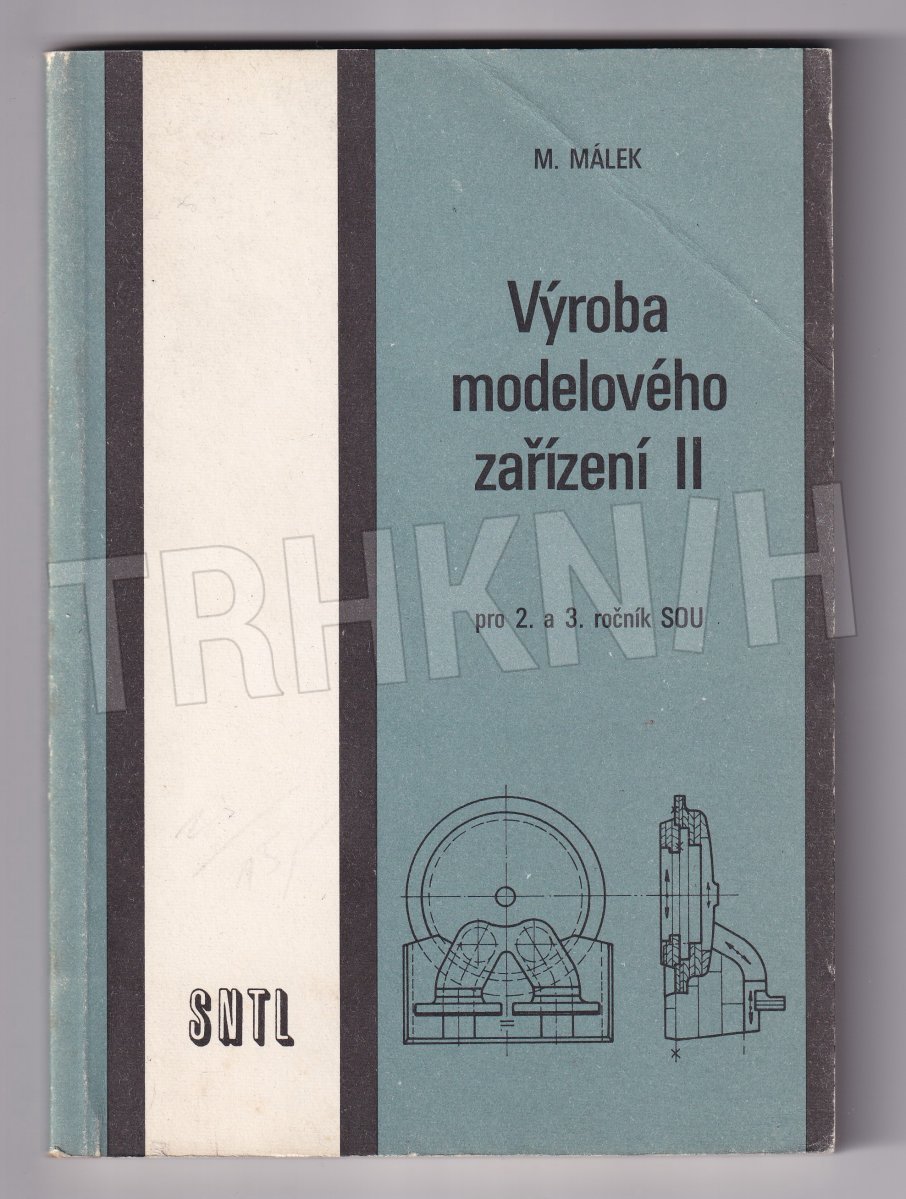 M. MÁLEK
Výroba
modelového
zařízení II
TRHKNIH
pro 2. a 3. ročník SOU
SNTL